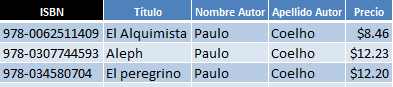 ISBN Título Nombre Autor Apellido Autor Precio
978-0062511409 El Alquimista Paulo Coelho $8.46
978-0307744593 Aleph Paulo Coelho $12.23
978-034580704 El peregrino Paulo Coelho $12.20